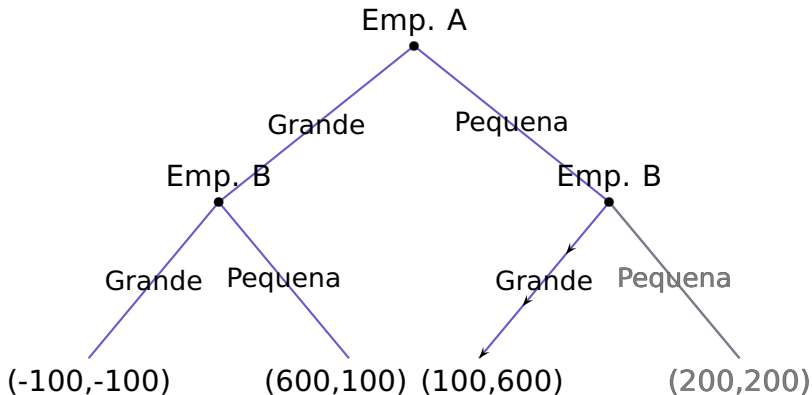 Emp. A
Grande
Pequena
Emp. B
Emp. B
Grande
Pequena
Grande
Pequena
(-100,-100)
(600,100)
(100,600)
(200,200)